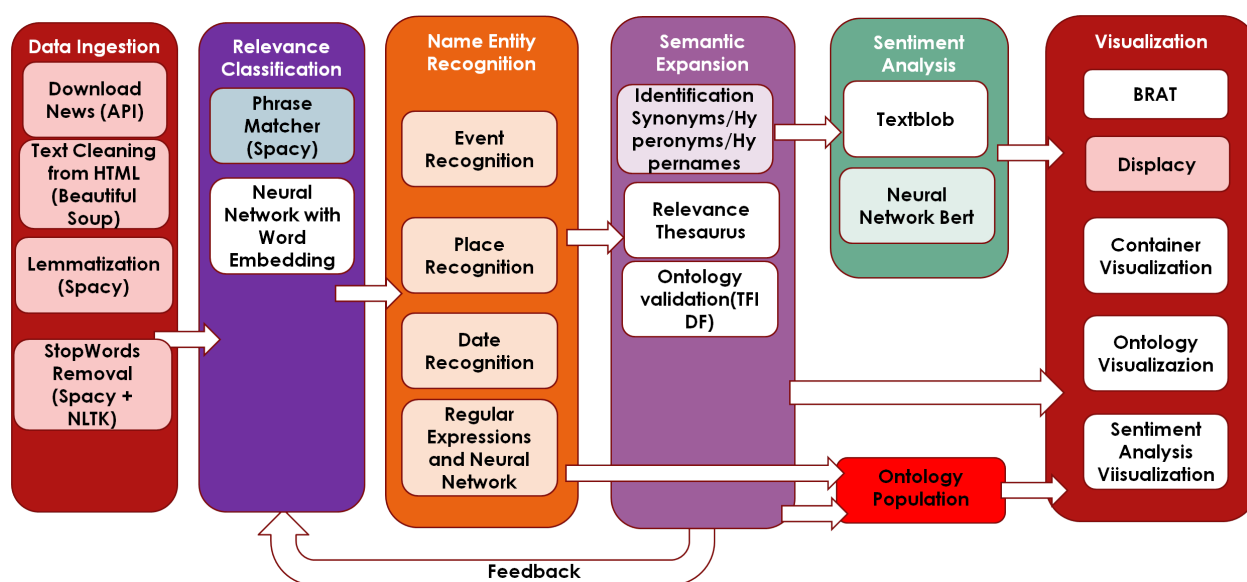 Data Ingestion
Download
News (API)
Text Cleaning
from HTML
(Beautiful
Soup)
Lemmatization
(Spacy)
StopWords
Removal
(Spacy +
NLTK)
Relevance
Classification
Phrase
Matcher
(Spacy)
Neural
Network with
Word
Embedding
Name Entity
Recognition
Event
Recognition
Place
Recognition
Date
Recognition
Regular
Expressions
and Neural
Network
Semantic
Expansion
Identification
Synonyms/Hy
peronyms/Hy
pernames
Relevance
Thesaurus
Ontology
validation(TFI
DF)
Sentiment
Analysis
Textblob
Neural
Network Bert
Ontology
Population
Visualization
BRAT
Displacy
Container
Visualization
Ontology
Visualizazion
Sentiment
Analysis
Viisualization
Feedback